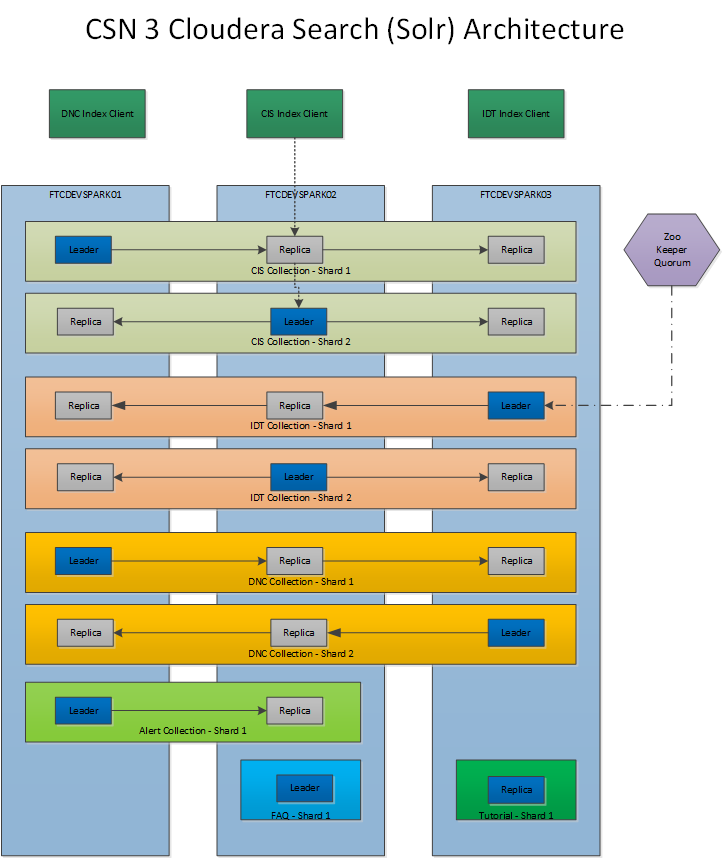 CSN 3 Cloudera Search (Solr) Architecture
DNC Index Client
CIS Index Client
IDT Index Client
FTCDEVSPARK01
FTCDEVSPARK02
FTCDEVSPARK03
Leader
Replica
Replica
CIS Collection - Shard 1
Zoo
Keeper
Quorum
Replica
Leader
Replica
CIS Collection - Shard 2
Replica
Replica
Leader
IDT Collection - Shard 1
Replica
Leader
Replica
IDT Collection - Shard 2
Leader
Replica
Replica
DNC Collection - Shard 1
Replica
Replica
Leader
DNC Collection - Shard 2
Leader
Replica
Alert Collection - Shard 1
Leader
FAQ - Shard 1
Replica
Tutorial - Shard 1